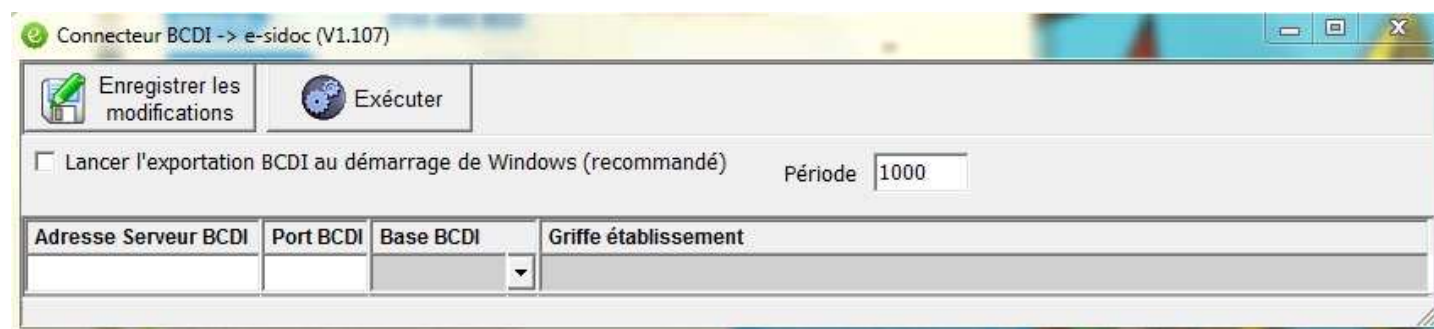 Connecteur BCDI -> e-sidoc (V1.107)
Enregistrer les
modifications
Exécuter
Lancer l'exportation BCDI au démarrage de Windows (recommandé)
Période 1000
Adresse Serveur BCDI Port BCDI Base BCDI Griffe établissement